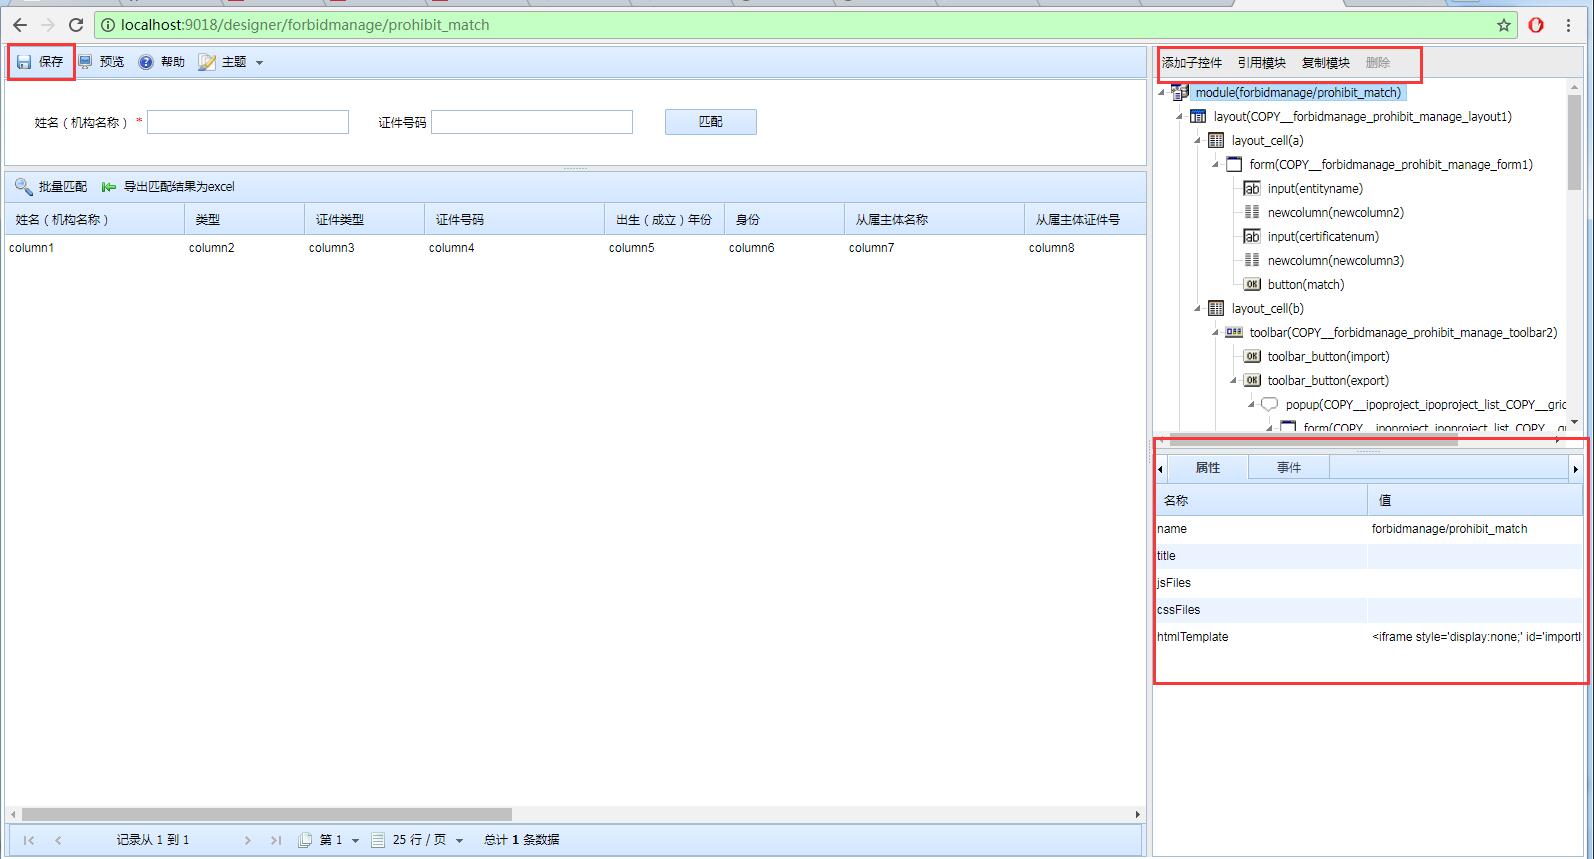 localhost:9018/designer/forbidmanage/prohibit_match
保存 预览 帮助 主题
添加子控件 引用模块 复制模块 删除
姓名（机构名称） * 证件号码 匹配
批量匹配 导出匹配结果为excel
姓名（机构名称） 类型 证件类型 证件号码 出生（成立）年份 身份 从属主体名称 从属主体证件号
column1 column2 column3 column4 column5 column6 column7 column8
module(forbidmanage/prohibit_match)
layout(COPY__forbidmanage_prohibit_manage_layout1)
layout_cell(a)
form(COPY__forbidmanage_prohibit_manage_form1)
ab input(entityname)
newcolumn(newcolumn2)
ab input(certificatenum)
newcolumn(newcolumn3)
OK button(match)
layout_cell(b)
toolbar(COPY__forbidmanage_prohibit_manage_toolbar2)
OK toolbar_button(import)
OK toolbar_button(export)
popup(COPY__ipoproject_ipoproject_list_COPY__gric
form(COPY__ipoproject_ipoproject_list_COPY__g
属性 事件
名称 值
name forbidmanage/prohibit_match
title
jsFiles
cssFiles
htmlTemplate <iframe style='display:none;' id='importI
记录从 1 到 1 第 1 25 行 / 页 总计 1 条数据